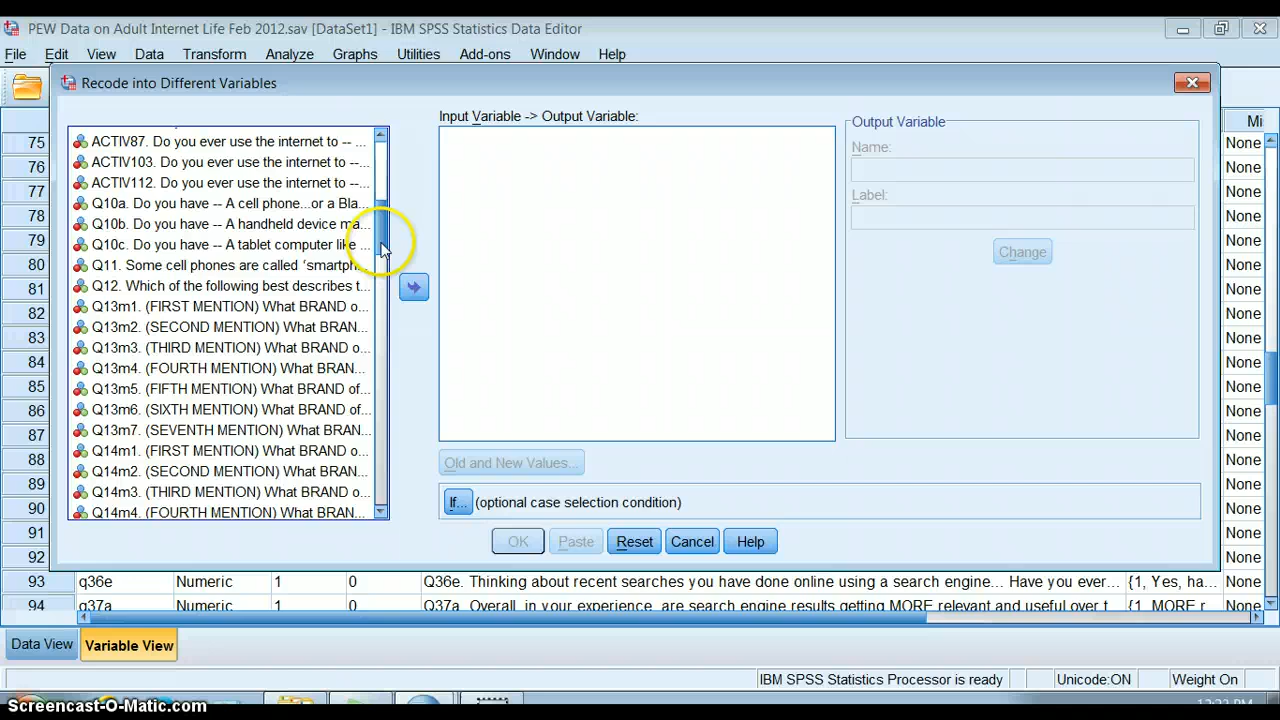 PEW Data on Adult Internet Life Feb 2012.sav [DataSet1] - IBM SPSS Statistics Data Editor
File Edit View Data Transform Analyze Graphs Utilities Add-ons Window Help
Recode into Different Variables
ACTIV87. Do you ever use the internet to -- ...
ACTIV103. Do you ever use the internet to --...
ACTIV112. Do you ever use the internet to --...
Q10a. Do you have -- A cell phone...or a Bla...
Q10b. Do you have -- A handheld device ma...
Q10c. Do you have -- A tablet computer like ...
Q11. Some cell phones are called ‘smartph...
Q12. Which of the following best describes t...
Q13m1. (FIRST MENTION) What BRAND o...
Q13m2. (SECOND MENTION) What BRAN...
Q13m3. (THIRD MENTION) What BRAND o...
Q13m4. (FOURTH MENTION) What BRAN...
Q13m5. (FIFTH MENTION) What BRAND of...
Q13m6. (SIXTH MENTION) What BRAND of...
Q13m7. (SEVENTH MENTION) What BRAN...
Q14m1. (FIRST MENTION) What BRAND o...
Q14m2. (SECOND MENTION) What BRAN...
Q14m3. (THIRD MENTION) What BRAND o...
Q14m4. (FOURTH MENTION) What BRAN...
Input Variable -> Output Variable:
Output Variable
Name:
Label:
Change
Old and New Values...
If... (optional case selection condition)
OK Paste Reset Cancel Help
Mi
75 None
76 None
77 None
78 None
79 None
80 None
81 None
82 None
83 None
84 None
85 None
86 None
87 None
88 None
89 None
90 None
91 None
92 None
93 q36e Numeric 1 0 Q36e. Thinking about recent searches you have done online using a search engine... Have you ever... {1, Yes, ha... None
94 q37a Numeric 1 0 Q37a. Overall, in your experience, are search engine results getting MORE relevant and useful over t... {1, MORE r... None
Data View Variable View
IBM SPSS Statistics Processor is ready Unicode:ON Weight On
Screencast-O-Matic.com